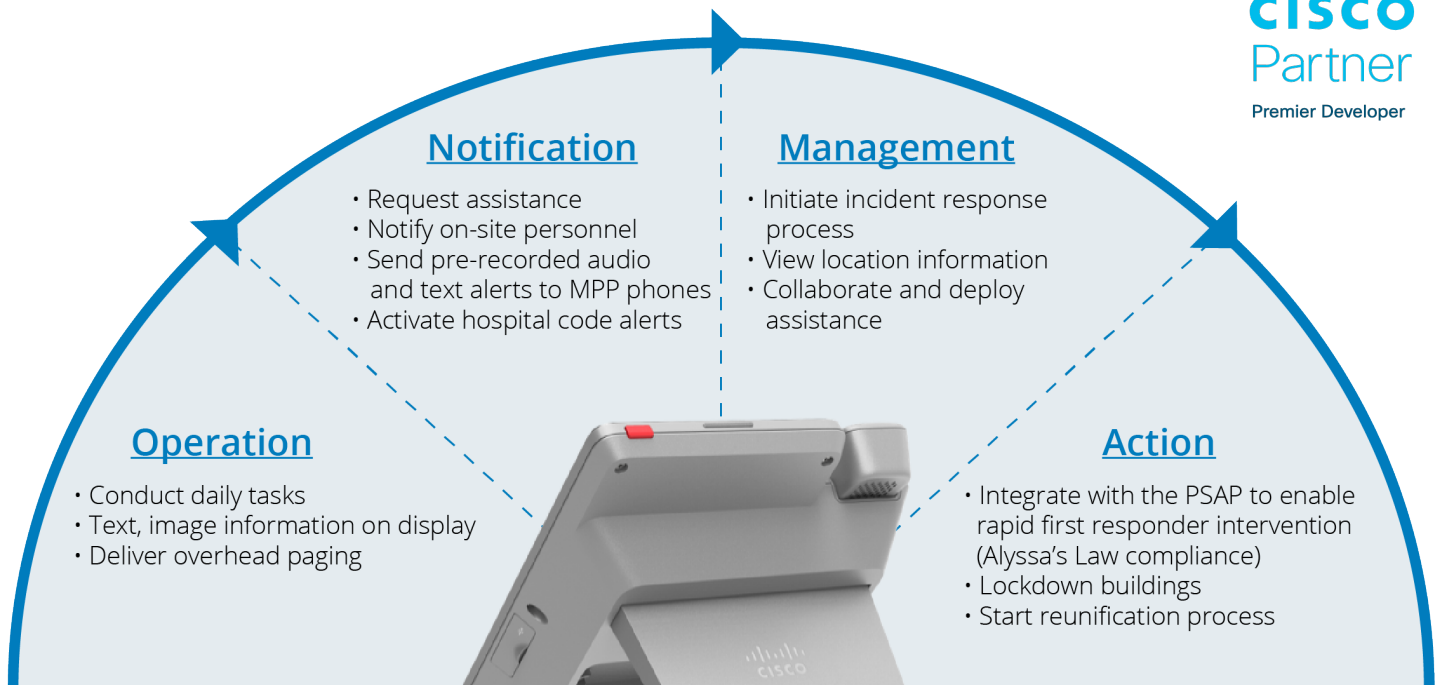 cisco
Partner
Premier Developer
Notification
• Request assistance
• Notify on-site personnel
• Send pre-recorded audio
and text alerts to MPP phones
• Activate hospital code alerts
Management
• Initiate incident response
process
• View location information
• Collaborate and deploy
assistance
Operation
• Conduct daily tasks
• Text, image information on display
• Deliver overhead paging
Action
• Integrate with the PSAP to enable
rapid first responder intervention
(Alyssa's Law compliance)
• Lockdown buildings
• Start reunification process
CISCO